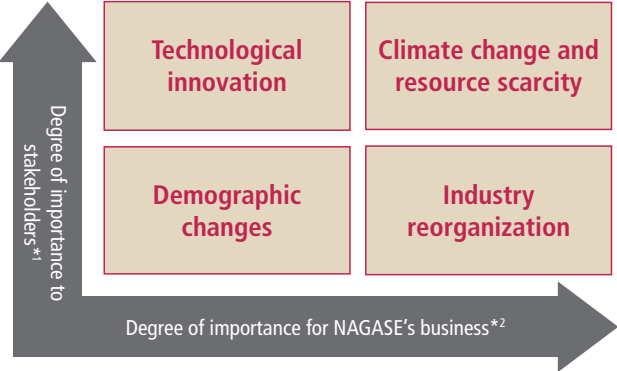 Technological
innovation
Climate change and
resource scarcity
Demographic
changes
Industry
reorganization
Degree of importance to
stakeholders*1
Degree of importance for NAGASE's business*2